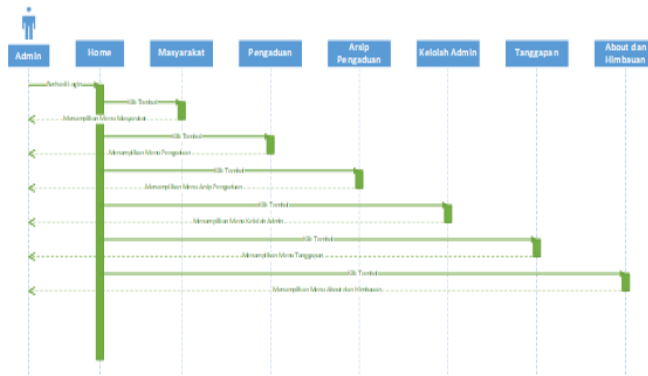 Admin
Home
Masyarakat
Pengaduan
Arsip
Pengaduan
Kelolah Admin
Tanggapan
About dan
Himbauan
Berhasil Login
Klik Tombol
Menampilkan Menu Masyarakat
Klik Tombol
Menampilkan Menu Pengaduan
Klik Tombol
Menampilkan Menu Arsip Pengaduan
Klik Tombol
Menampilkan Menu Kelolah Admin
Klik Tombol
Menampilkan Menu Tanggapan
Klik Tombol
Menampilkan Menu About dan Himbauan